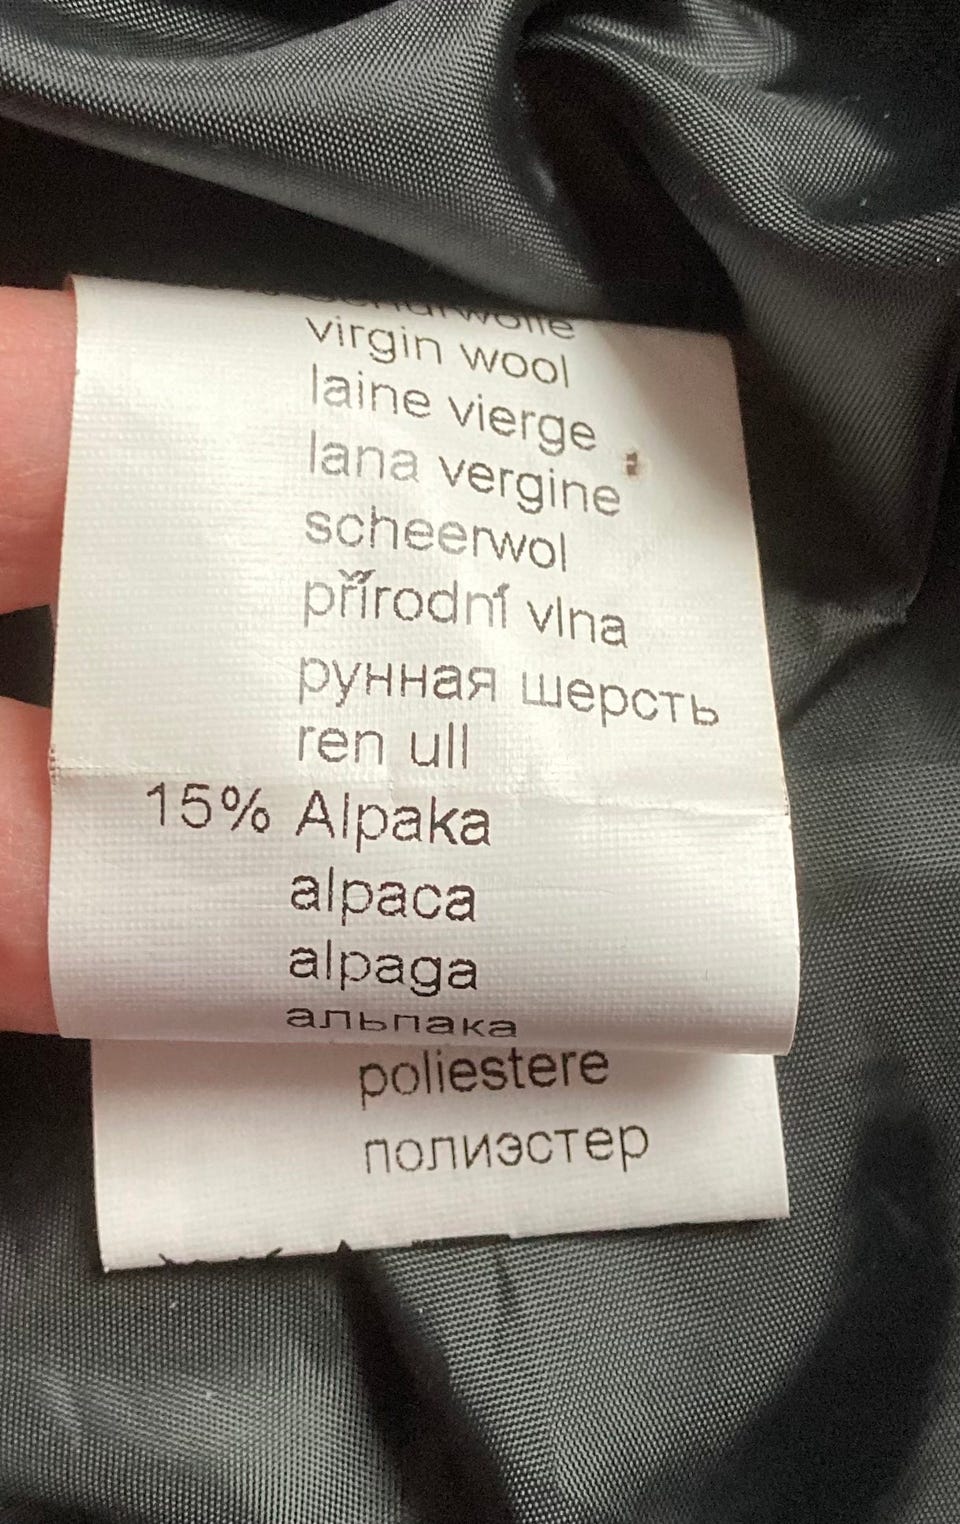 Schurwolle
virgin wool
laine vierge
lana vergine
scheerwol
přírodní vlna
рунная шерсть
ren ull
15% Alpaka
alpaca
alpaga
альпака
poliestere
полиэстер